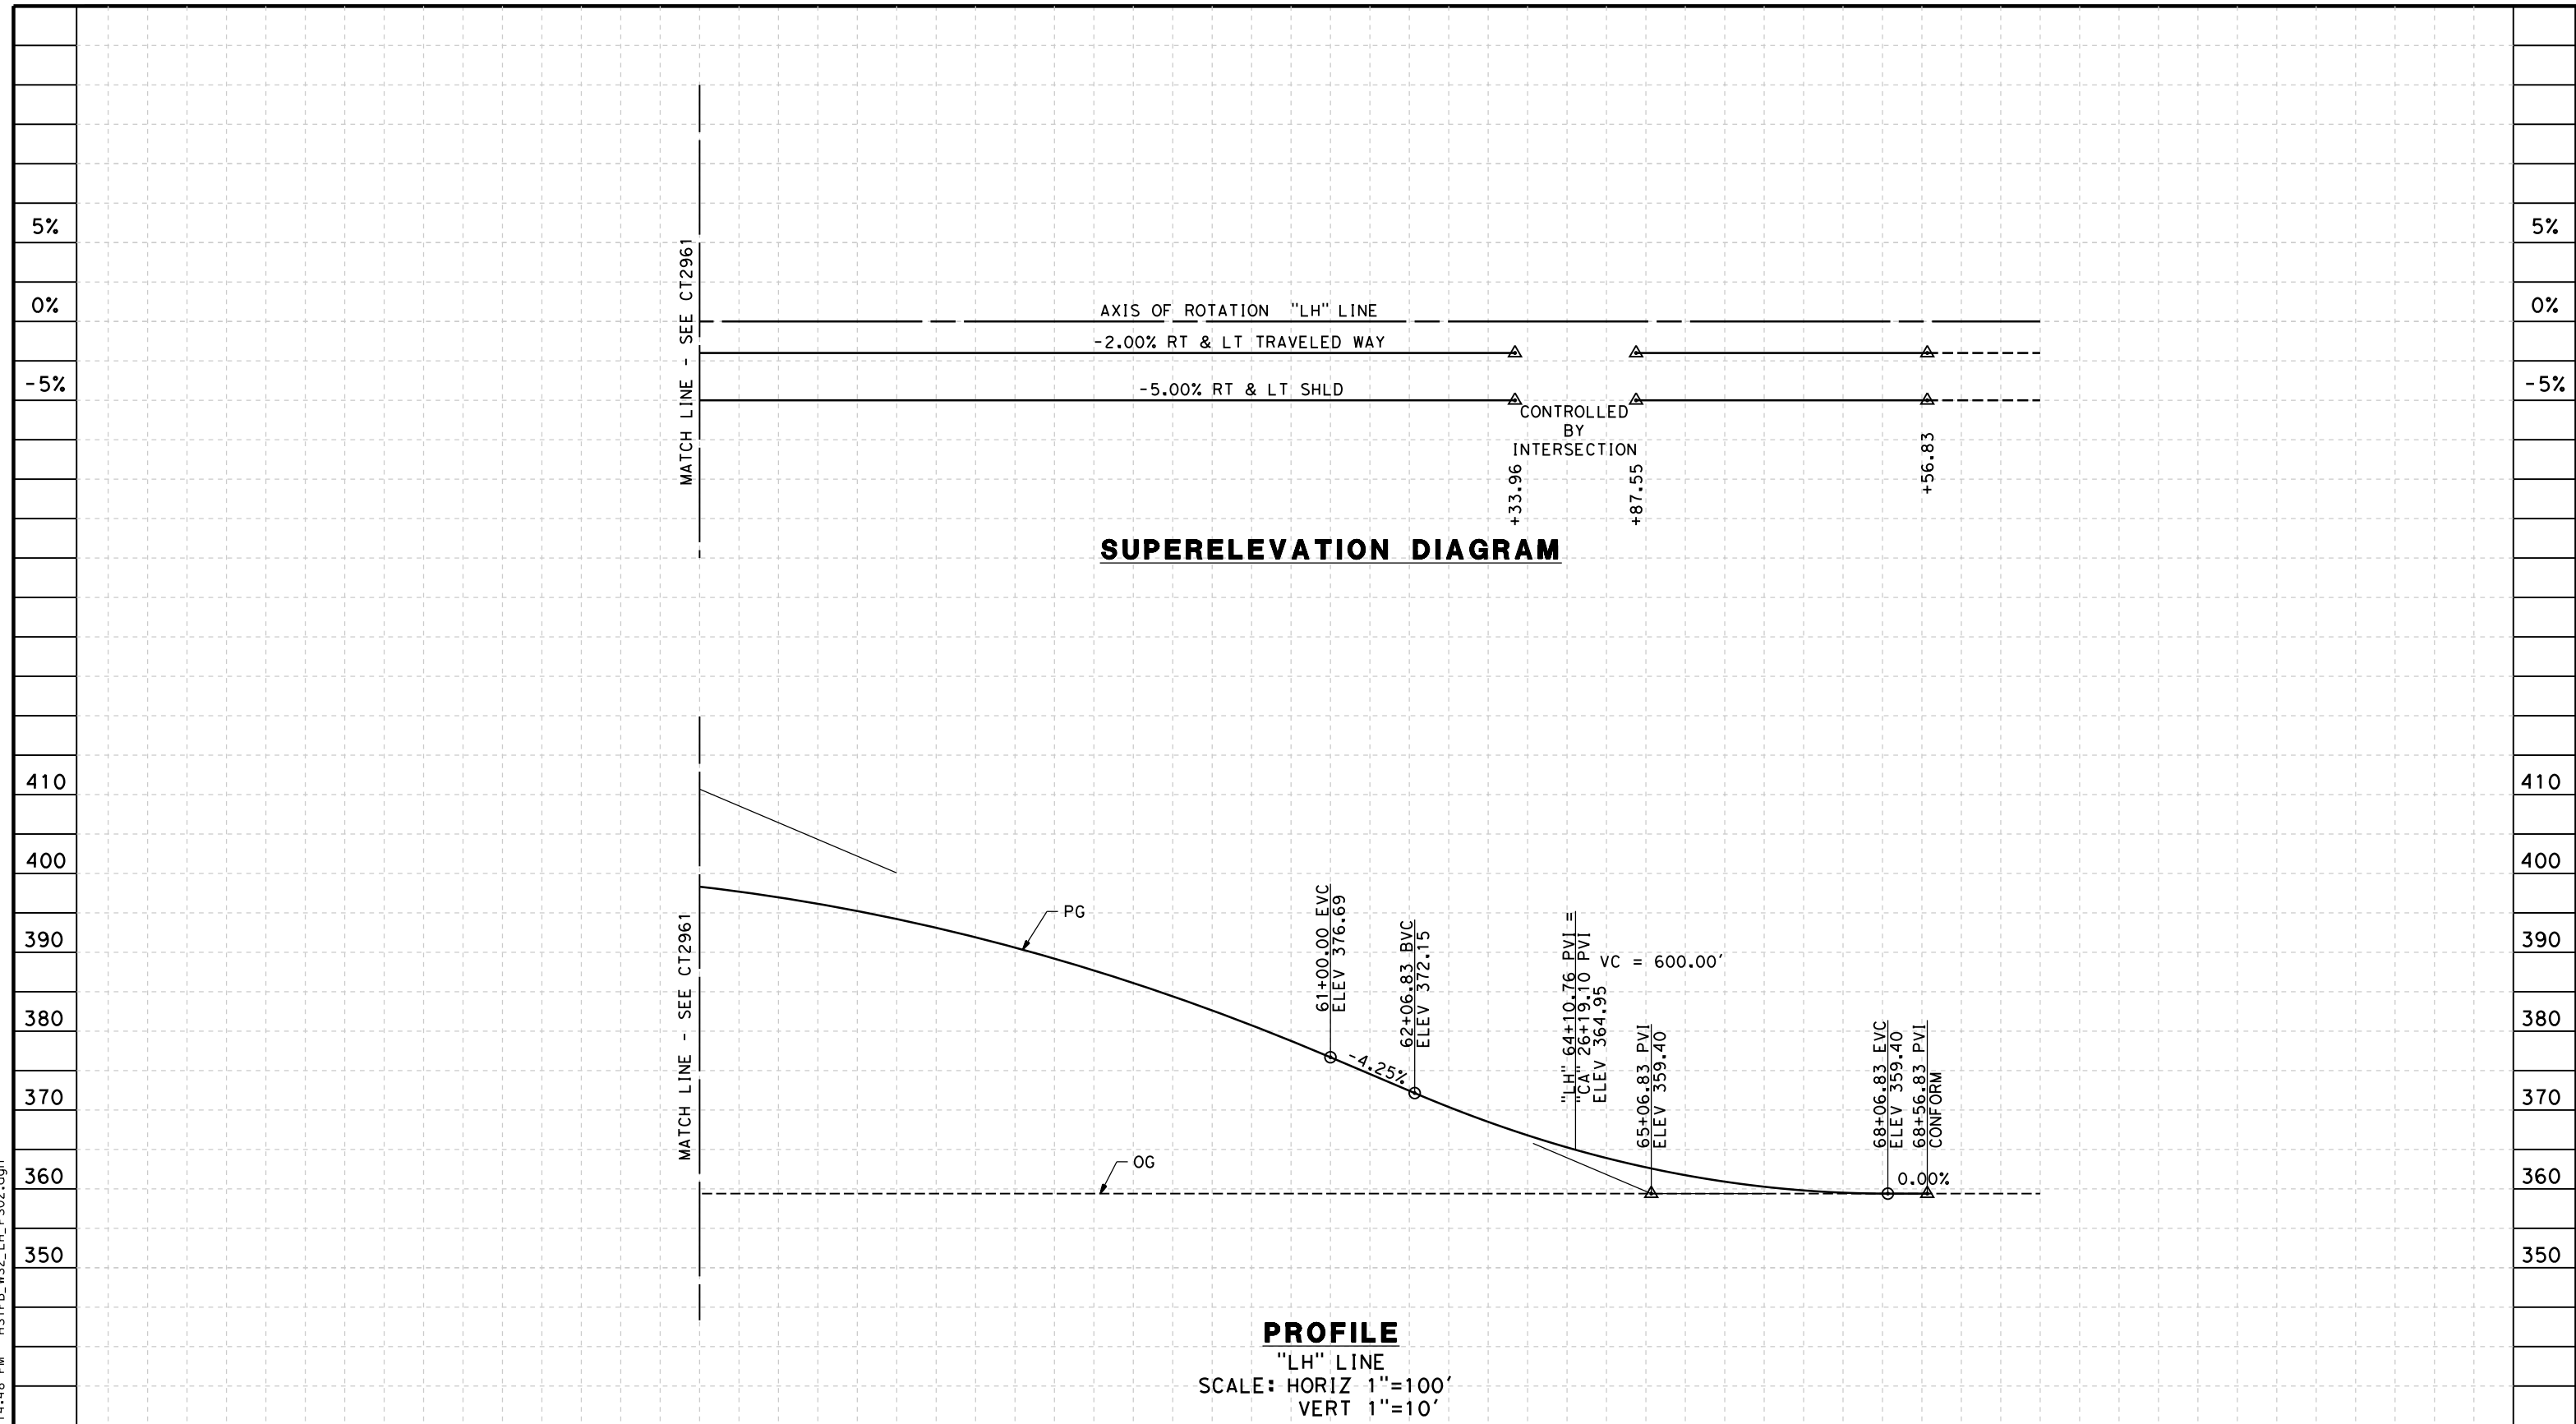 5%
5%
0%
0%
-5%
-5%
MATCH LINE - SEE CT2961
AXIS OF ROTATION "LH" LINE
-2.00% RT & LT TRAVELED WAY
-5.00% RT & LT SHLD
CONTROLLED
BY
INTERSECTION
+33.96
+87.55
+56.83
SUPERELEVATION DIAGRAM
410
410
400
400
390
390
380
380
370
370
360
360
350
350
MATCH LINE - SEE CT2961
PG
OG
61+00.00 EVC
ELEV 376.69
-4.25%
62+06.83 BVC
ELEV 372.15
"LH" 64+10.76 PVI =
"CA" 26+19.10 PVI
ELEV 364.95
VC = 600.00'
65+06.83 PVI
ELEV 359.40
68+06.83 EVC
ELEV 359.40
68+56.83 PVI
CONFORM
0.00%
PROFILE
"LH" LINE
SCALE: HORIZ 1"=100'
VERT 1"=10'